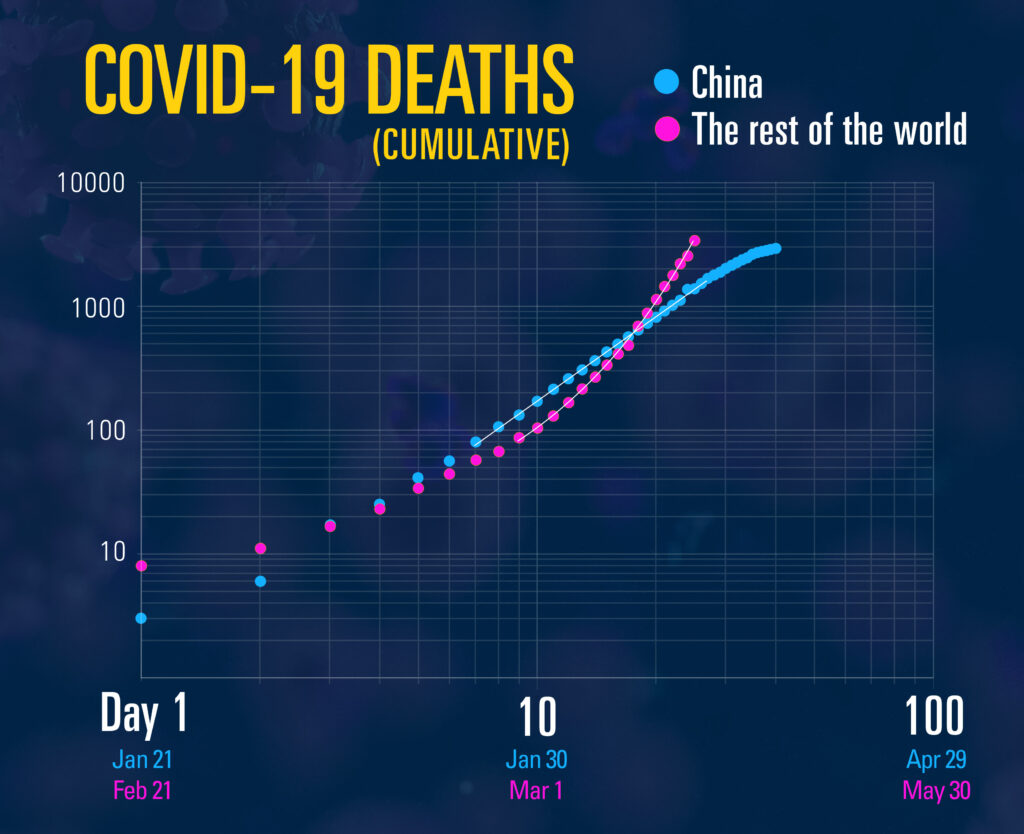 COVID-19 DEATHS
(CUMULATIVE)
China
The rest of the world
10000
1000
100
10
Day 1
10
100
Jan 21
Jan 30
Apr 29
Feb 21
Mar 1
May 30